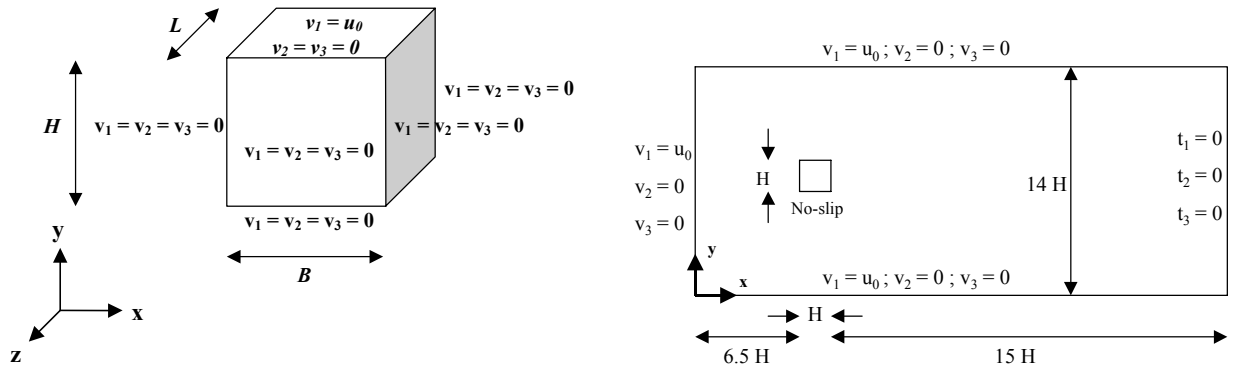 L
v₁ = u₀
v₂ = v₃ = 0
v₁ = v₂ = v₃ = 0
H
v₁ = v₂ = v₃ = 0
v₁ = v₂ = v₃ = 0
v₁ = v₂ = v₃ = 0
v₁ = v₂ = v₃ = 0
B
y
x
z
v₁ = u₀ ; v₂ = 0 ; v₃ = 0
v₁ = u₀
v₂ = 0
v₃ = 0
H
No-slip
14 H
t₁ = 0
t₂ = 0
t₃ = 0
y
x
v₁ = u₀ ; v₂ = 0 ; v₃ = 0
H
6.5 H
15 H